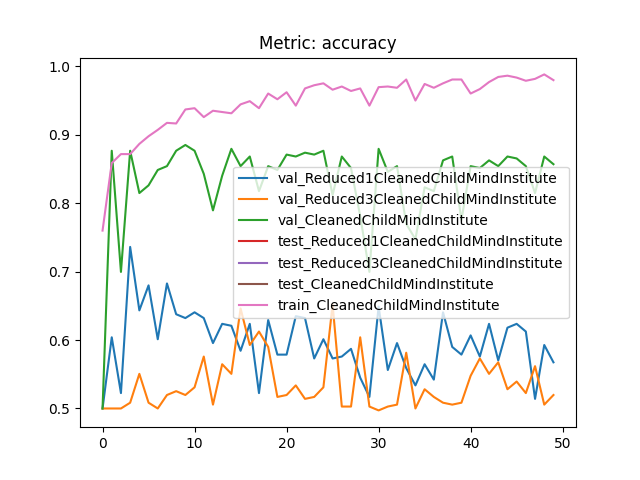 Metric: accuracy
1.0
0.9
0.8
0.7
0.6
0.5
val_Reduced1CleanedChildMindInstitute
val_Reduced3CleanedChildMindInstitute
val_CleanedChildMindInstitute
test_Reduced1CleanedChildMindInstitute
test_Reduced3CleanedChildMindInstitute
test_CleanedChildMindInstitute
train_CleanedChildMindInstitute
0 10 20 30 40 50